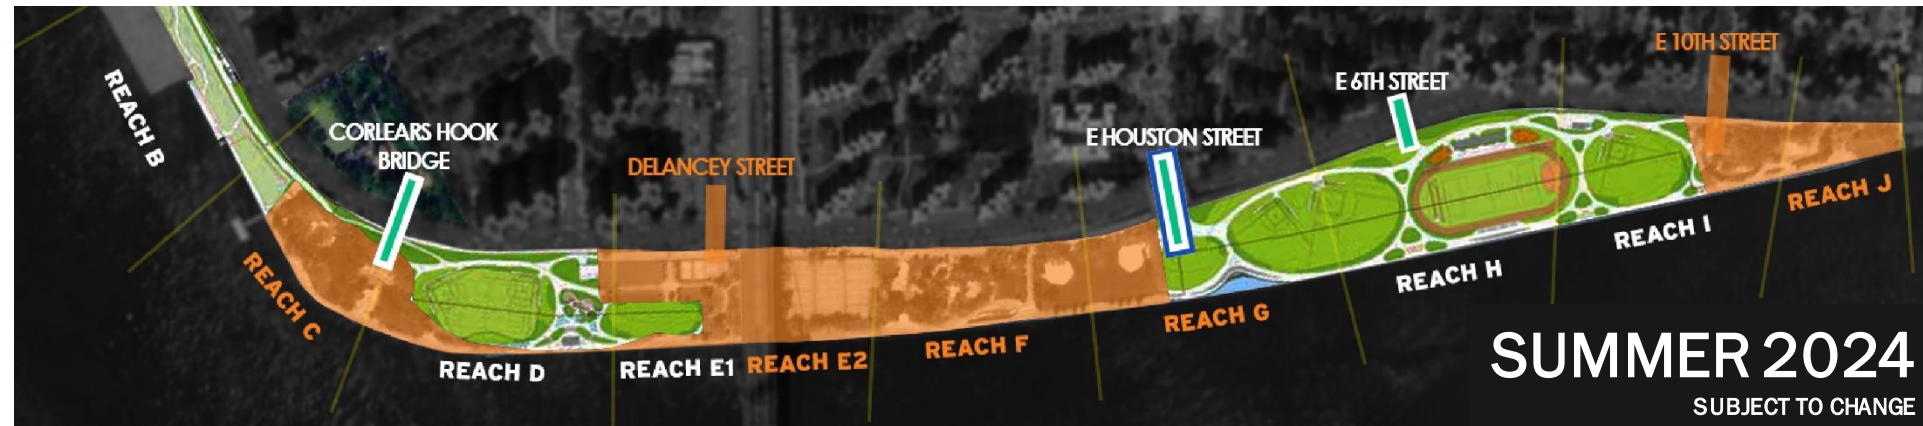 REACH B
CORLEARS HOOK
BRIDGE
REACH C
DELANCEY STREET
REACH D
REACH E1
REACH E2
REACH F
E HOUSTON STREET
REACH G
E 6TH STREET
REACH H
REACH I
E 10TH STREET
REACH J
SUMMER 2024
SUBJECT TO CHANGE